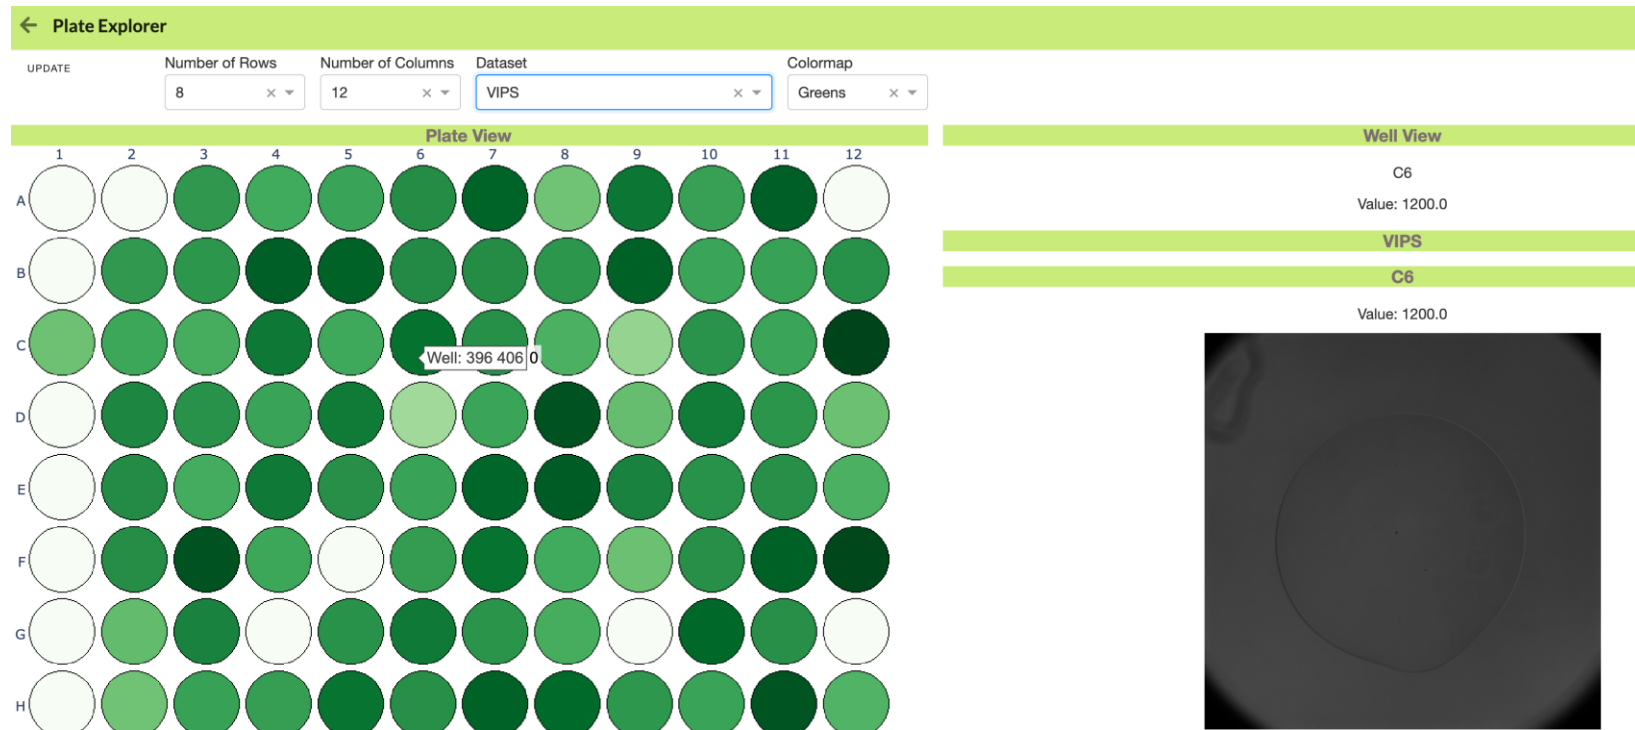 Plate Explorer
UPDATE
Number of Rows
Number of Columns
Dataset
Colormap
8
12
VIPS
Greens
Plate View
1 2 3 4 5 6 7 8 9 10 11 12
A
B
C
Well: 396 406 0
D
E
F
G
H
Well View
C6
Value: 1200.0
VIPS
C6
Value: 1200.0